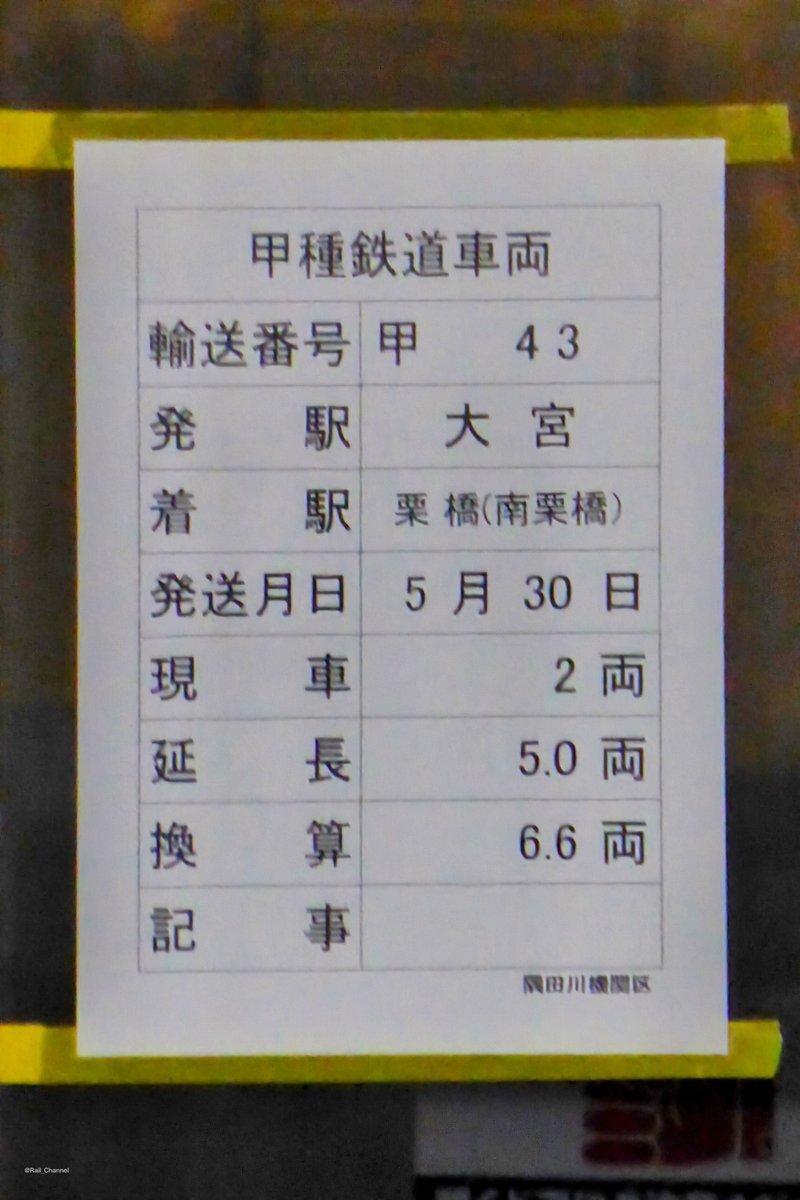 甲種鉄道車両
輸送番号 甲 43
発駅 大宮
着駅 栗橋(南栗橋)
発送月日 5月30日
現車 2両
延長 5.0両
換算 6.6両
記事
隅田川機関区
@Rail_Channel